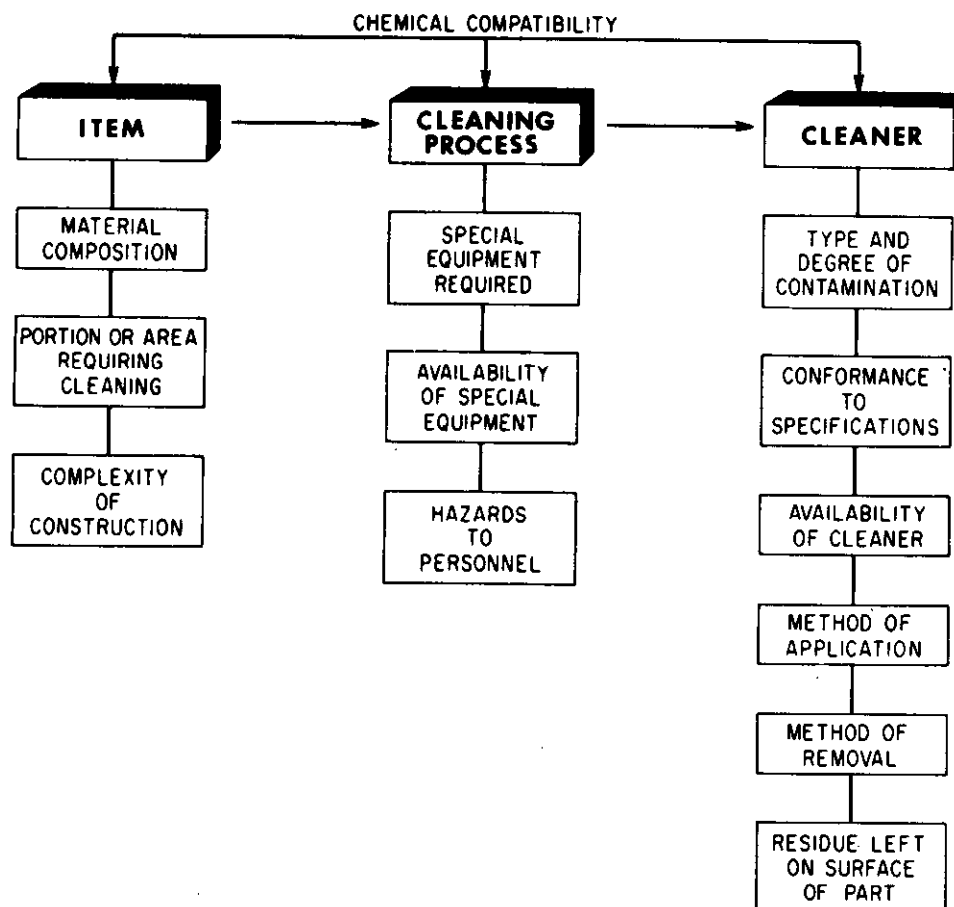 CHEMICAL COMPATIBILITY
ITEM
MATERIAL
COMPOSITION
PORTION OR AREA
REQUIRING
CLEANING
COMPLEXITY
OF
CONSTRUCTION
CLEANING
PROCESS
SPECIAL
EQUIPMENT
REQUIRED
AVAILABILITY
OF SPECIAL
EQUIPMENT
HAZARDS
TO
PERSONNEL
CLEANER
TYPE AND
DEGREE OF
CONTAMINATION
CONFORMANCE
TO
SPECIFICATIONS
AVAILABILITY
OF CLEANER
METHOD OF
APPLICATION
METHOD OF
REMOVAL
RESIDUE LEFT
ON SURFACE
OF PART